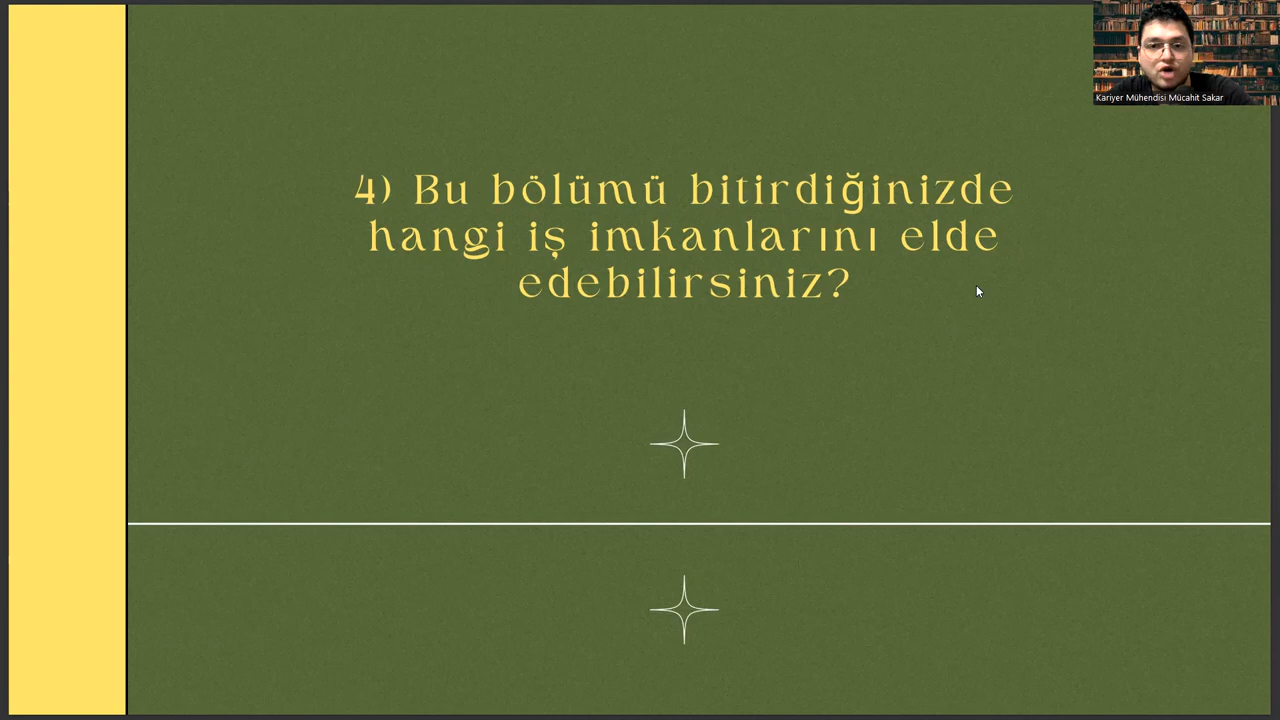 Kariyer Mühendisi Mücahit Sakar
4) Bu bölümü bitirdiğinizde
hangi iş imkanlarını elde
edebilirsiniz?